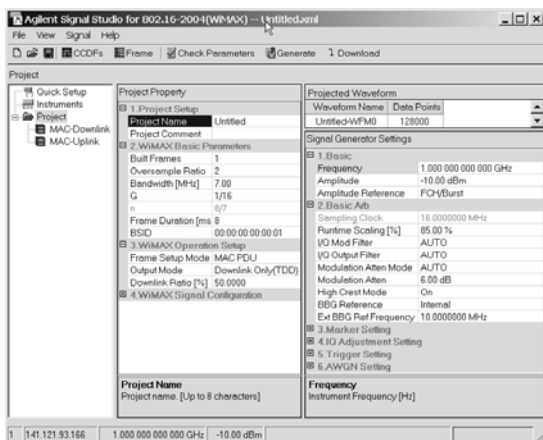 Agilent Signal Studio for 802.16-2004(WiMAX) -- Untitled.xml
File View Signal Help
CCDFs Frame Check Parameters Generate Download
Project
Quick Setup
Instruments
Project
MAC-Downlink
MAC-Uplink
Project Property
1.Project Setup
Project Name Untitled
Project Comment
2.WiMAX Basic Parameters
Built Frames 1
Oversample Ratio 2
Bandwidth [MHz] 7.00
G 1/16
n 8/7
Frame Duration [ms 8
BSID 00:00:00:00:00:01
3.WiMAX Operation Setup
Frame Setup Mode MAC PDU
Output Mode Downlink Only(TDD)
Downlink Ratio [%] 50.0000
4.WiMAX Signal Configuration
Project Name
Project name. [Up to 8 characters]
Projected Waveform
Waveform Name Data Points
Untitled-WFM0 128000
Signal Generator Settings
1.Basic
Frequency 1.000 000 000 000 GHz
Amplitude -10.00 dBm
Amplitude Reference FCH/Burst
2.Basic Arb
Sampling Clock 16.0000000 MHz
Runtime Scaling [%] 85.00 %
I/Q Mod Filter AUTO
I/Q Output Filter AUTO
Modulation Atten Mode AUTO
Modulation Atten 6.00 dB
High Crest Mode On
BBG Reference Internal
Ext BBG Ref Frequency 10.0000000 MHz
3.Marker Setting
4.IQ Adjustment Setting
5.Trigger Setting
6.AWGN Setting
Frequency
Instrument Frequency [Hz]
1 141.121.93.166 1.000 000 000 000 GHz -10.00 dBm